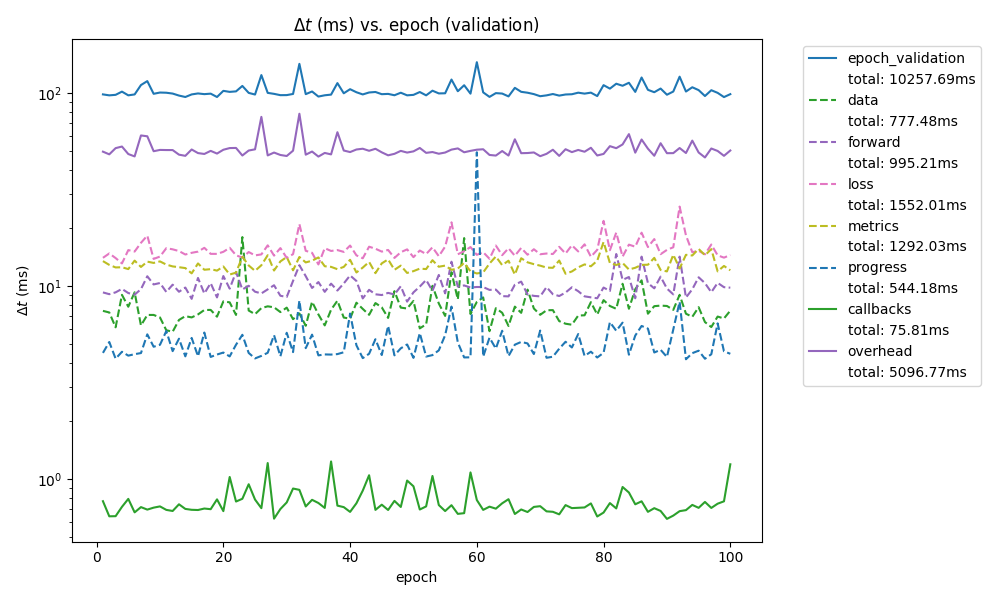 Δt (ms) vs. epoch (validation)
Δt (ms)
10²
10¹
10⁰
0 20 40 60 80 100
epoch
epoch_validation
total: 10257.69ms
data
total: 777.48ms
forward
total: 995.21ms
loss
total: 1552.01ms
metrics
total: 1292.03ms
progress
total: 544.18ms
callbacks
total: 75.81ms
overhead
total: 5096.77ms